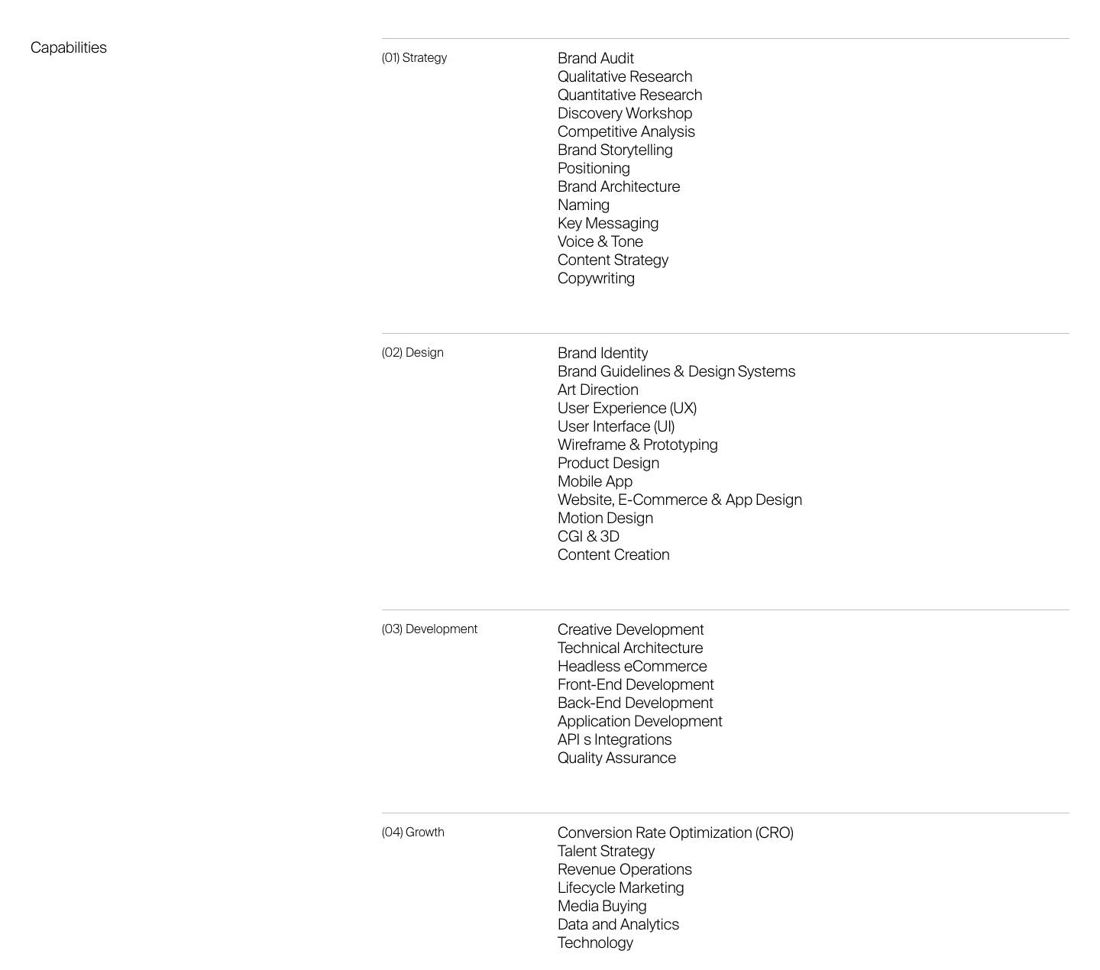 Capabilities
(01) Strategy
Brand Audit
Qualitative Research
Quantitative Research
Discovery Workshop
Competitive Analysis
Brand Storytelling
Positioning
Brand Architecture
Naming
Key Messaging
Voice & Tone
Content Strategy
Copywriting
(02) Design
Brand Identity
Brand Guidelines & Design Systems
Art Direction
User Experience (UX)
User Interface (UI)
Wireframe & Prototyping
Product Design
Mobile App
Website, E-Commerce & App Design
Motion Design
CGI & 3D
Content Creation
(03) Development
Creative Development
Technical Architecture
Headless eCommerce
Front-End Development
Back-End Development
Application Development
API s Integrations
Quality Assurance
(04) Growth
Conversion Rate Optimization (CRO)
Talent Strategy
Revenue Operations
Lifecycle Marketing
Media Buying
Data and Analytics
Technology